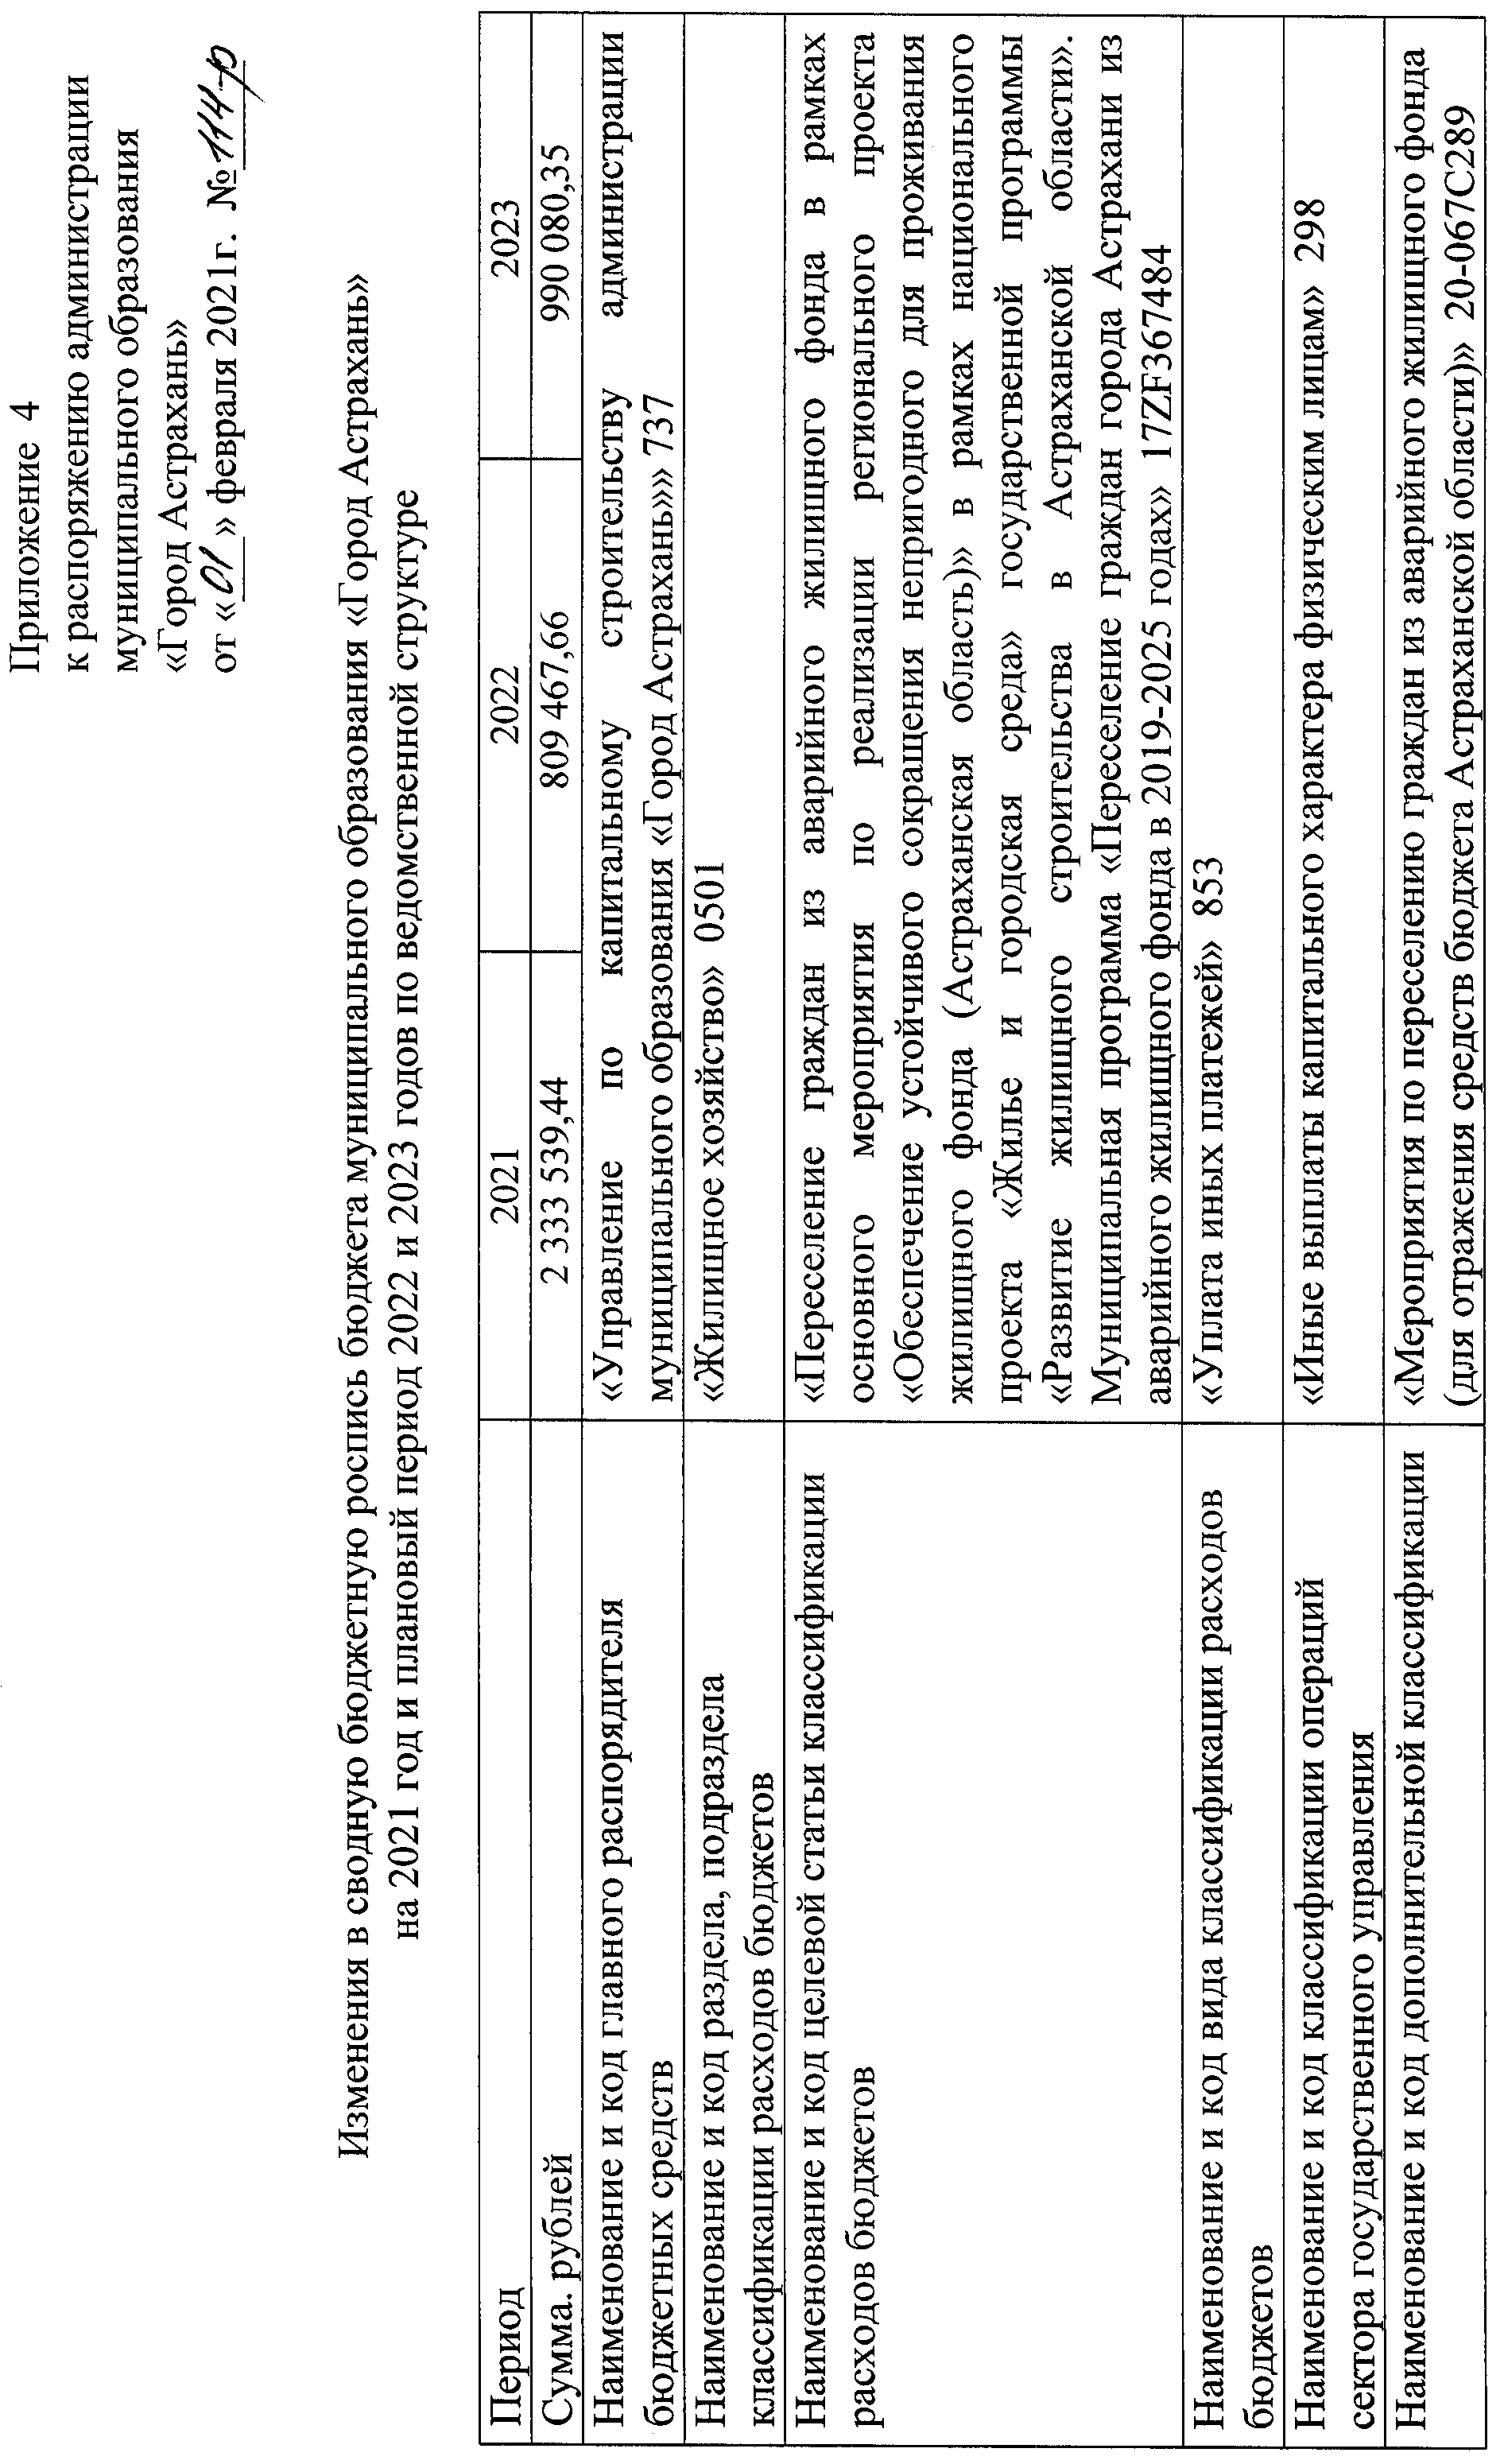 Приложение 4
к распоряжению администрации
муниципального образования
«Город Астрахань»
от «01» февраля 2021г. № 1114-р
Изменения в сводную бюджетную роспись бюджета муниципального образования «Город Астрахань»
на 2021 год и плановый период 2022 и 2023 годов по ведомственной структуре
Период 2021 2022 2023
Сумма. рублей 2 333 539,44 809 467,66 990 080,35
Наименование и код главного распорядителя
бюджетных средств
«Управление по капитальному строительству администрации
муниципального образования «Город Астрахань»»» 737
Наименование и код раздела, подраздела
классификации расходов бюджетов
«Жилищное хозяйство» 0501
Наименование и код целевой статьи классификации
расходов бюджетов
«Переселение граждан из аварийного жилищного фонда в рамках
основного мероприятия по реализации регионального проекта
«Обеспечение устойчивого сокращения непригодного для проживания
жилищного фонда (Астраханская область)» в рамках национального
проекта «Жилье и городская среда» государственной программы
«Развитие жилищного строительства в Астраханской области».
Муниципальная программа «Переселение граждан города Астрахани из
аварийного жилищного фонда в 2019-2025 годах» 17ZF367484
Наименование и код вида классификации расходов
бюджетов
«Уплата иных платежей» 853
Наименование и код классификации операций
сектора государственного управления
«Иные выплаты капитального характера физическим лицам» 298
Наименование и код дополнительной классификации
«Мероприятия по переселению граждан из аварийного жилищного фонда
(для отражения средств бюджета Астраханской области)» 20-067С289